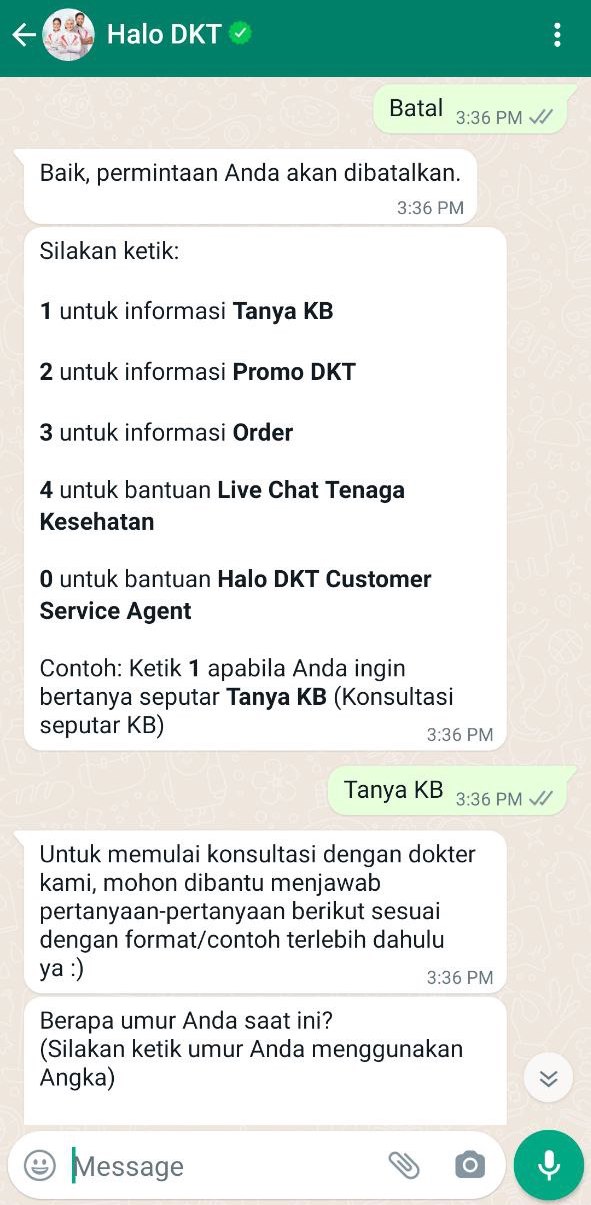 Halo DKT
Batal 3:36 PM
Baik, permintaan Anda akan dibatalkan.
3:36 PM
Silakan ketik:
1 untuk informasi Tanya KB
2 untuk informasi Promo DKT
3 untuk informasi Order
4 untuk bantuan Live Chat Tenaga
Kesehatan
0 untuk bantuan Halo DKT Customer
Service Agent
Contoh: Ketik 1 apabila Anda ingin
bertanya seputar Tanya KB (Konsultasi
seputar KB)
3:36 PM
Tanya KB 3:36 PM
Untuk memulai konsultasi dengan dokter
kami, mohon dibantu menjawab
pertanyaan-pertanyaan berikut sesuai
dengan format/contoh terlebih dahulu
ya :)
3:36 PM
Berapa umur Anda saat ini?
(Silakan ketik umur Anda menggunakan
Angka)
Message